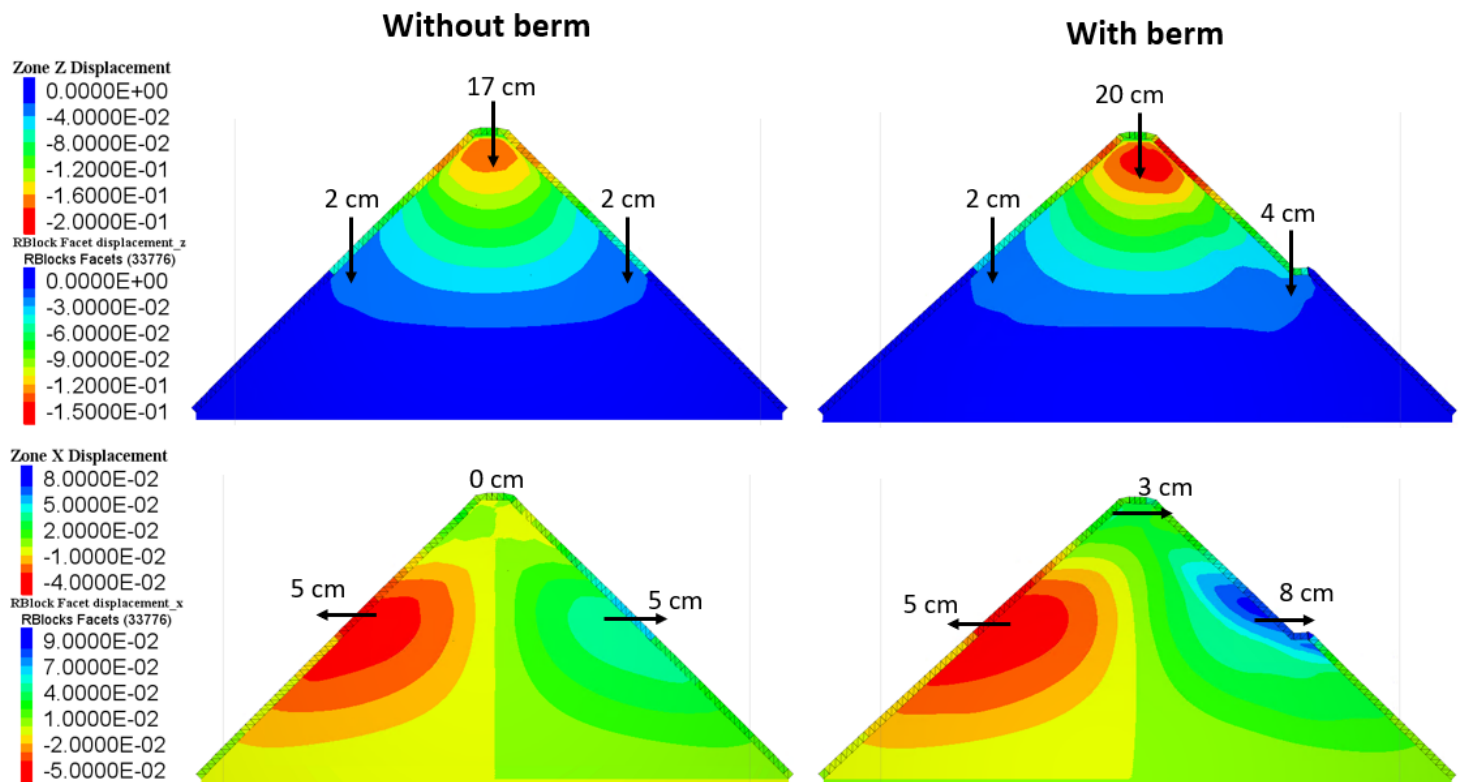 Without berm
With berm
Zone Z Displacement
0.0000E+00
-4.0000E-02
-8.0000E-02
-1.2000E-01
-1.6000E-01
-2.0000E-01
RBlock Facet displacement_z
RBlocks Facets (33776)
0.0000E+00
-3.0000E-02
-6.0000E-02
-9.0000E-02
-1.2000E-01
-1.5000E-01
17 cm
2 cm
2 cm
20 cm
2 cm
4 cm
Zone X Displacement
8.0000E-02
5.0000E-02
2.0000E-02
-1.0000E-02
-4.0000E-02
RBlock Facet displacement_x
RBlocks Facets (33776)
9.0000E-02
7.0000E-02
4.0000E-02
1.0000E-02
-2.0000E-02
-5.0000E-02
0 cm
5 cm
5 cm
3 cm
5 cm
8 cm